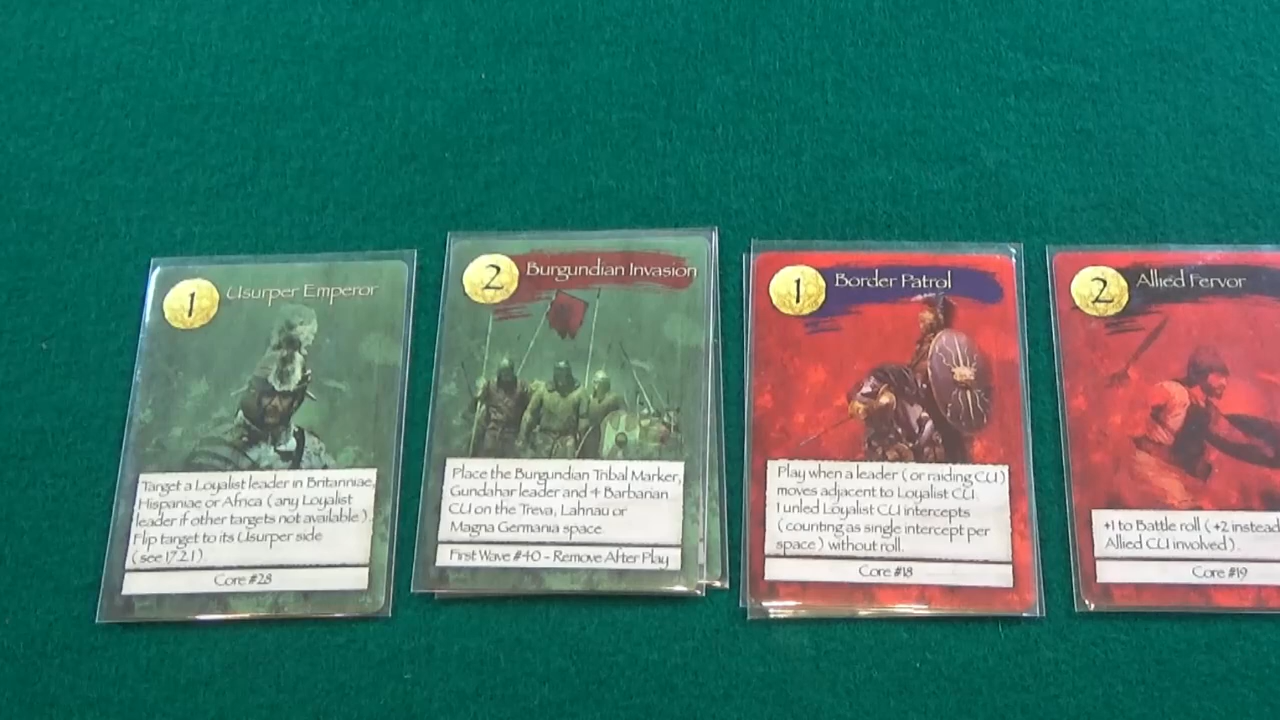 1
Usurper Emperor
Target a Loyalist leader in Britanniae,
Hispaniae or Africa ( any Loyalist
leader if other targets not available ).
Flip target to its Usurper side
( see 17.2.1 )
Core #28
2
Burgundian Invasion
Place the Burgundian Tribal Marker,
Gundahar leader and 4 Barbarian
CU on the Treva, Lahnau or
Magna Germania space
First Wave #40 - Remove After Play
1
Border Patrol
Play when a leader ( or raiding CU )
moves adjacent to Loyalist CU.
1 unled Loyalist CU intercepts
( counting as single intercept per
space ) without roll.
Core #18
2
Allied Fervor
+1 to Battle roll ( +2 instead
Allied CU involved ).
Core #19